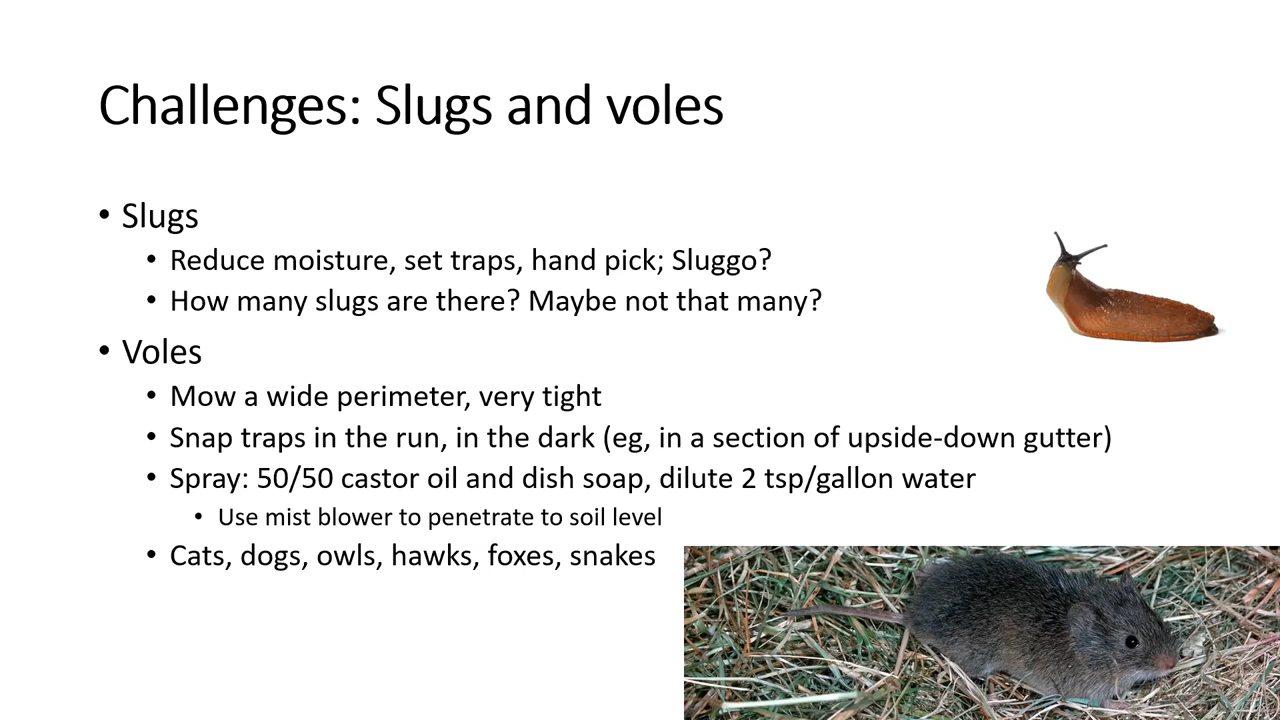 Challenges: Slugs and voles
• Slugs
• Reduce moisture, set traps, hand pick; Sluggo?
• How many slugs are there? Maybe not that many?
• Voles
• Mow a wide perimeter, very tight
• Snap traps in the run, in the dark (eg, in a section of upside-down gutter)
• Spray: 50/50 castor oil and dish soap, dilute 2 tsp/gallon water
• Use mist blower to penetrate to soil level
• Cats, dogs, owls, hawks, foxes, snakes